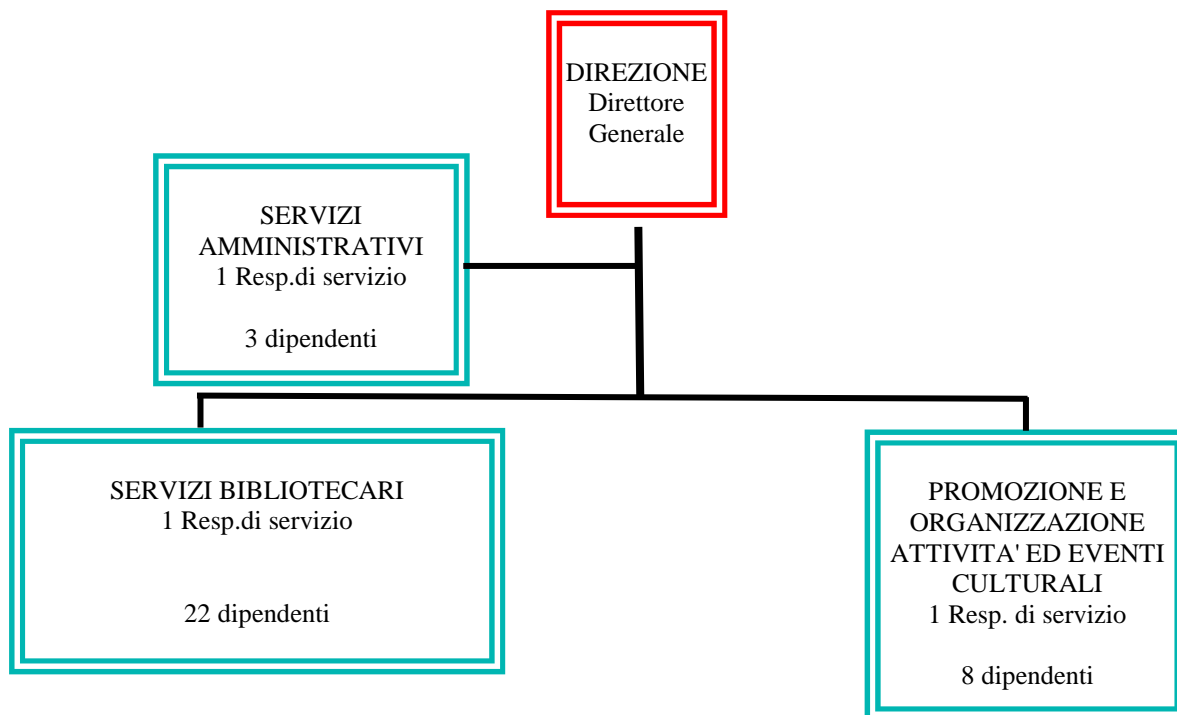 DIREZIONE
Direttore
Generale
SERVIZI
AMMINISTRATIVI
1 Resp.di servizio
3 dipendenti
SERVIZI BIBLIOTECARI
1 Resp.di servizio
22 dipendenti
PROMOZIONE E
ORGANIZZAZIONE
ATTIVITA' ED EVENTI
CULTURALI
1 Resp. di servizio
8 dipendenti